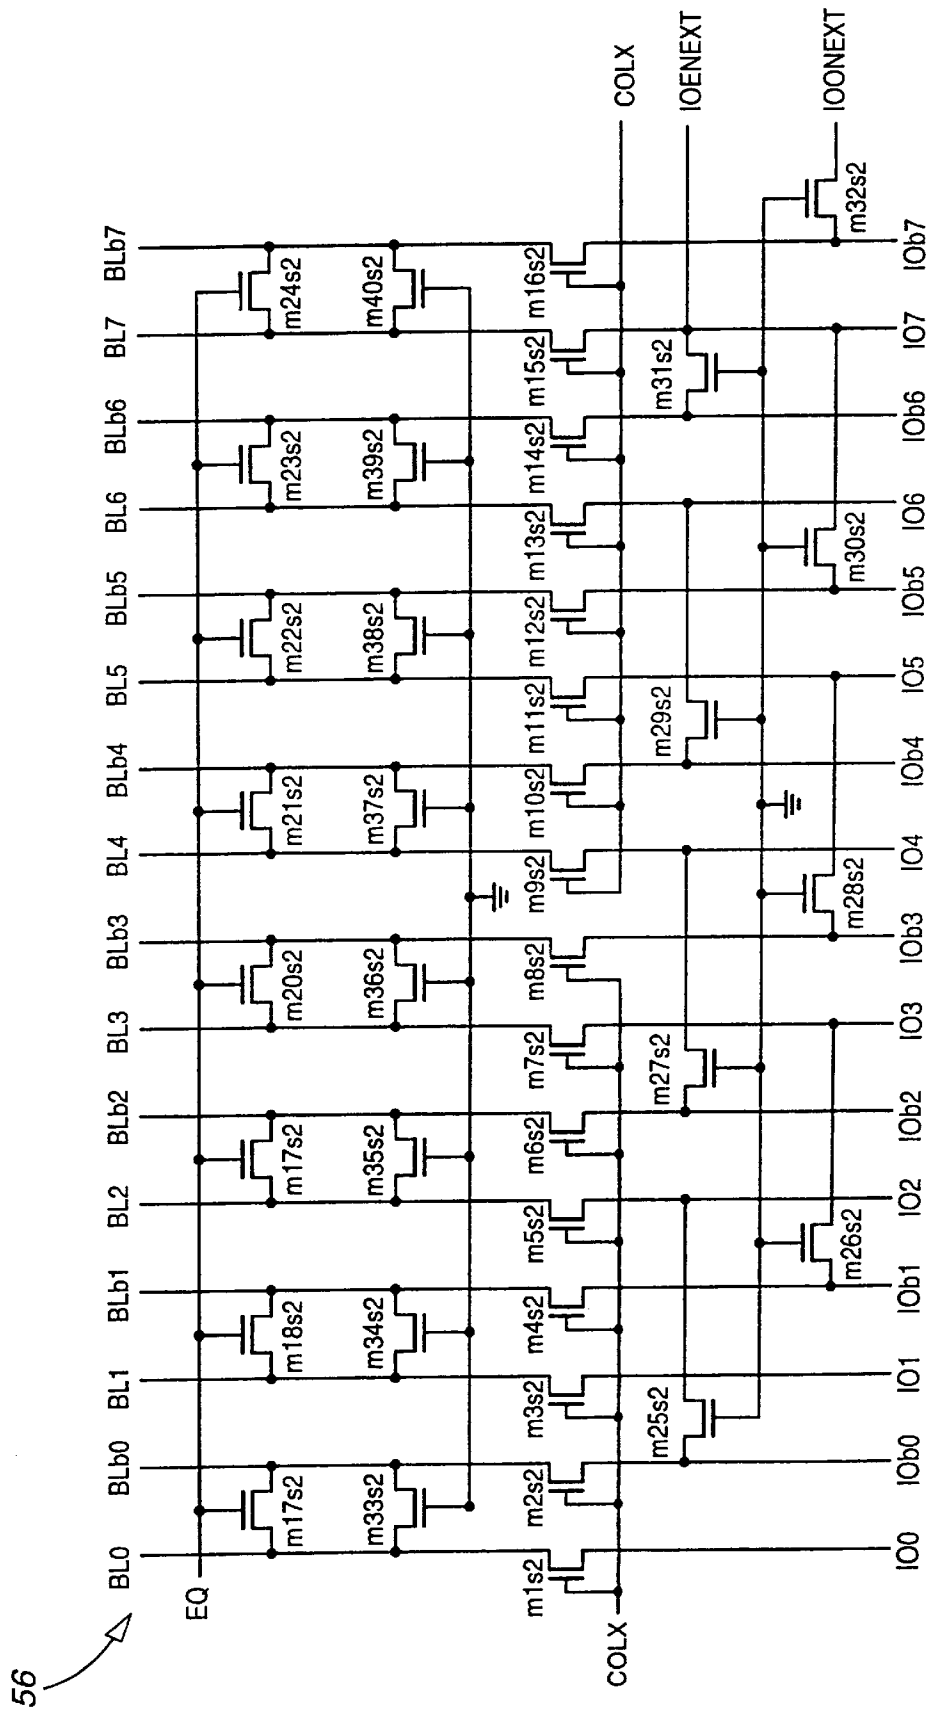 56
BL0 BLb0 BL1 BLb1 BL2 BLb2 BL3 BLb3 BL4 BLb4 BL5 BLb5 BL6 BLb6 BL7 BLb7
EQ
m17s2 m18s2 m17s2 m20s2 m21s2 m22s2 m23s2 m24s2
m33s2 m34s2 m35s2 m36s2 m37s2 m38s2 m39s2 m40s2
m1s2 m2s2 m3s2 m4s2 m5s2 m6s2 m7s2 m8s2 m9s2 m10s2 m11s2 m12s2 m13s2 m14s2 m15s2 m16s2
COLX COLX
m25s2 m27s2 m29s2 m31s2 IOENEXT
m26s2 m28s2 m30s2 m32s2 IOONEXT
IO0 IOb0 IO1 IOb1 IO2 IOb2 IO3 IOb3 IO4 IOb4 IO5 IOb5 IO6 IOb6 IO7 IOb7